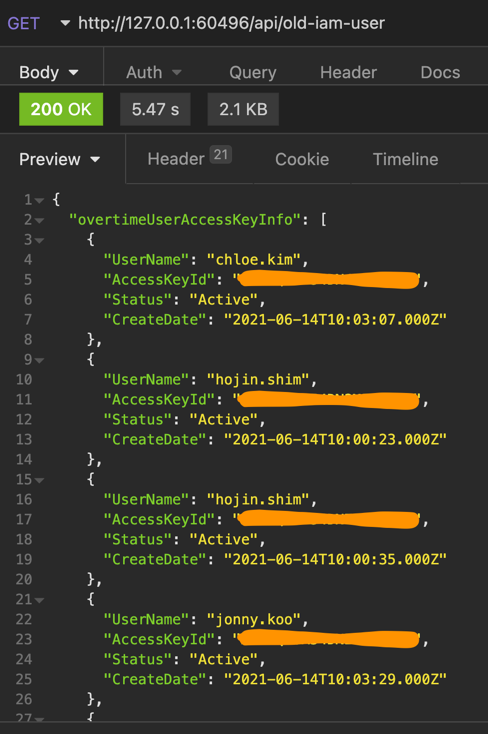 GET http://127.0.0.1:60496/api/old-iam-user
Body Auth Query Header Docs
200 OK 5.47 s 2.1 KB
Preview Header 21 Cookie Timeline
1 {
2 "overtimeUserAccessKeyInfo": [
3 {
4 "UserName": "chloe.kim",
5 "AccessKeyId": "",
6 "Status": "Active",
7 "CreateDate": "2021-06-14T10:03:07.000Z"
8 },
9 {
10 "UserName": "hojin.shim",
11 "AccessKeyId": "",
12 "Status": "Active",
13 "CreateDate": "2021-06-14T10:00:23.000Z"
14 },
15 {
16 "UserName": "hojin.shim",
17 "AccessKeyId": "",
18 "Status": "Active",
19 "CreateDate": "2021-06-14T10:00:35.000Z"
20 },
21 {
22 "UserName": "jonny.koo",
23 "AccessKeyId": "",
24 "Status": "Active",
25 "CreateDate": "2021-06-14T10:03:29.000Z"
26 },
27 {